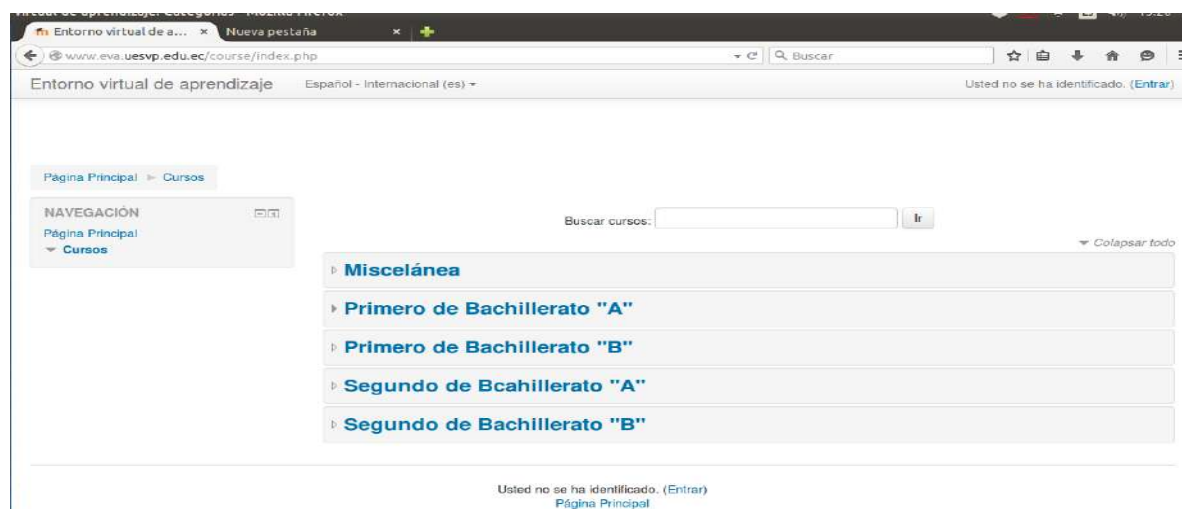 Entorno virtual de a... × Nueva pestaña ×
www.eva.uesvp.edu.ec/course/index.php Buscar
Entorno virtual de aprendizaje Español - Internacional (es) Usted no se ha identificado. (Entrar)
Página Principal Cursos
NAVEGACIÓN
Página Principal
Cursos
Buscar cursos: Ir
Colapsar todo
Miscelánea
Primero de Bachillerato "A"
Primero de Bachillerato "B"
Segundo de Bcahillerato "A"
Segundo de Bachillerato "B"
Usted no se ha identificado. (Entrar)
Página Principal